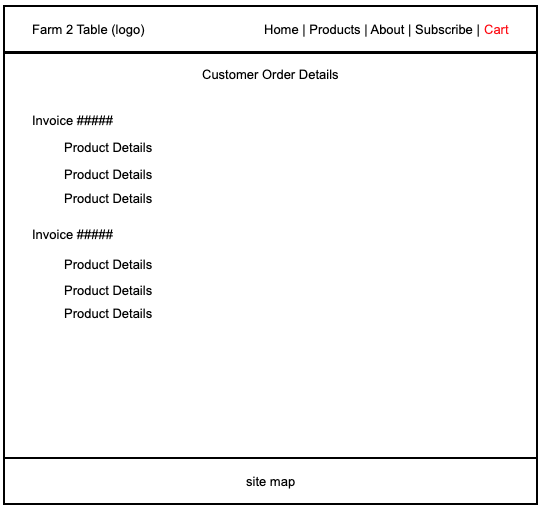 Farm 2 Table (logo)
Home | Products | About | Subscribe | Cart
Customer Order Details
Invoice #####
Product Details
Product Details
Product Details
Invoice #####
Product Details
Product Details
Product Details
site map